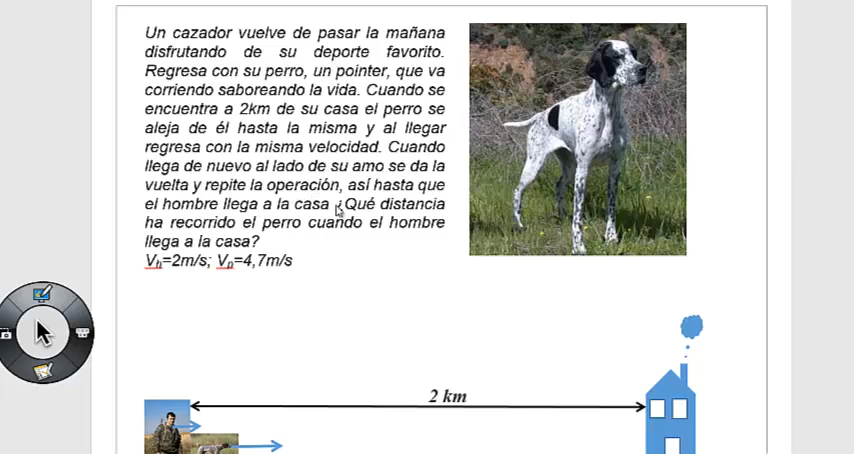 Un cazador vuelve de pasar la mañana
disfrutando de su deporte favorito.
Regresa con su perro, un pointer, que va
corriendo saboreando la vida. Cuando se
encuentra a 2km de su casa el perro se
aleja de él hasta la misma y al llegar
regresa con la misma velocidad. Cuando
llega de nuevo al lado de su amo se da la
vuelta y repite la operación, así hasta que
el hombre llega a la casa ¿Qué distancia
ha recorrido el perro cuando el hombre
llega a la casa?
Vh=2m/s; Vp=4,7m/s
2 km